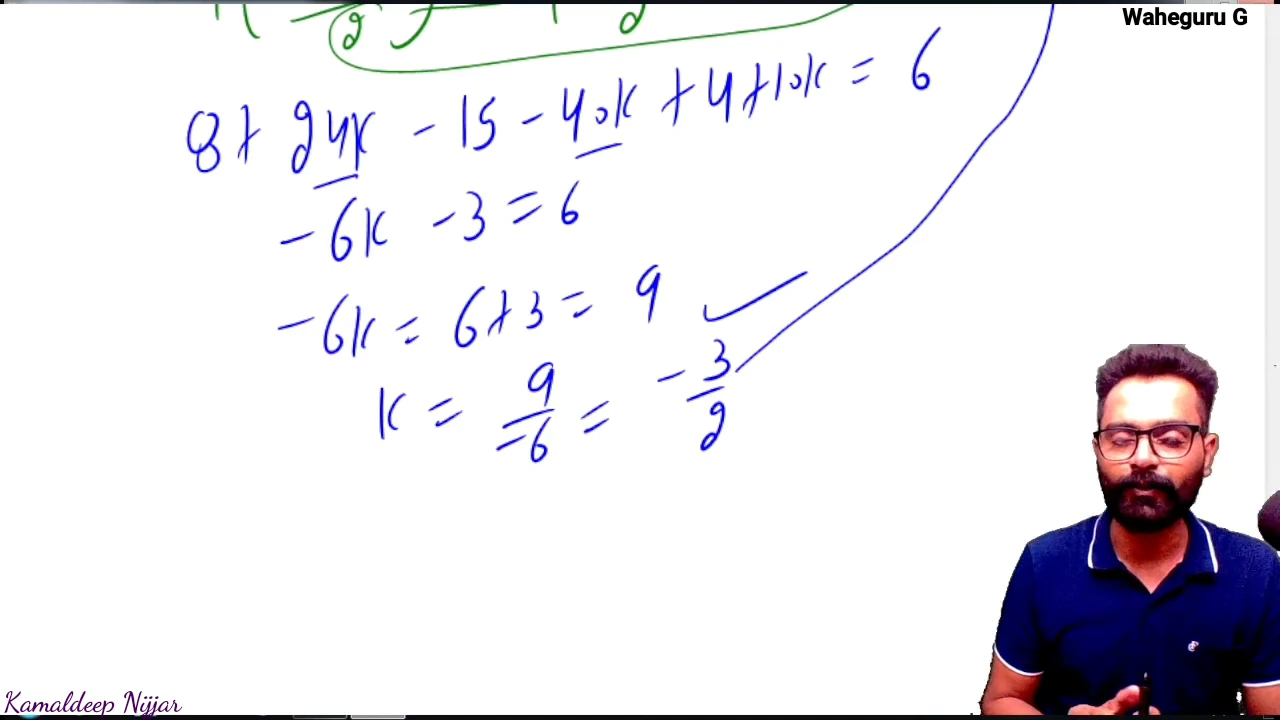 Waheguru G
8 + 24k - 15 - 40k + 4 + 10k = 6
- 6k - 3 = 6
- 6k = 6 + 3 = 9
k = 9/-6 = -3/2
Kamaldeep Nijjar